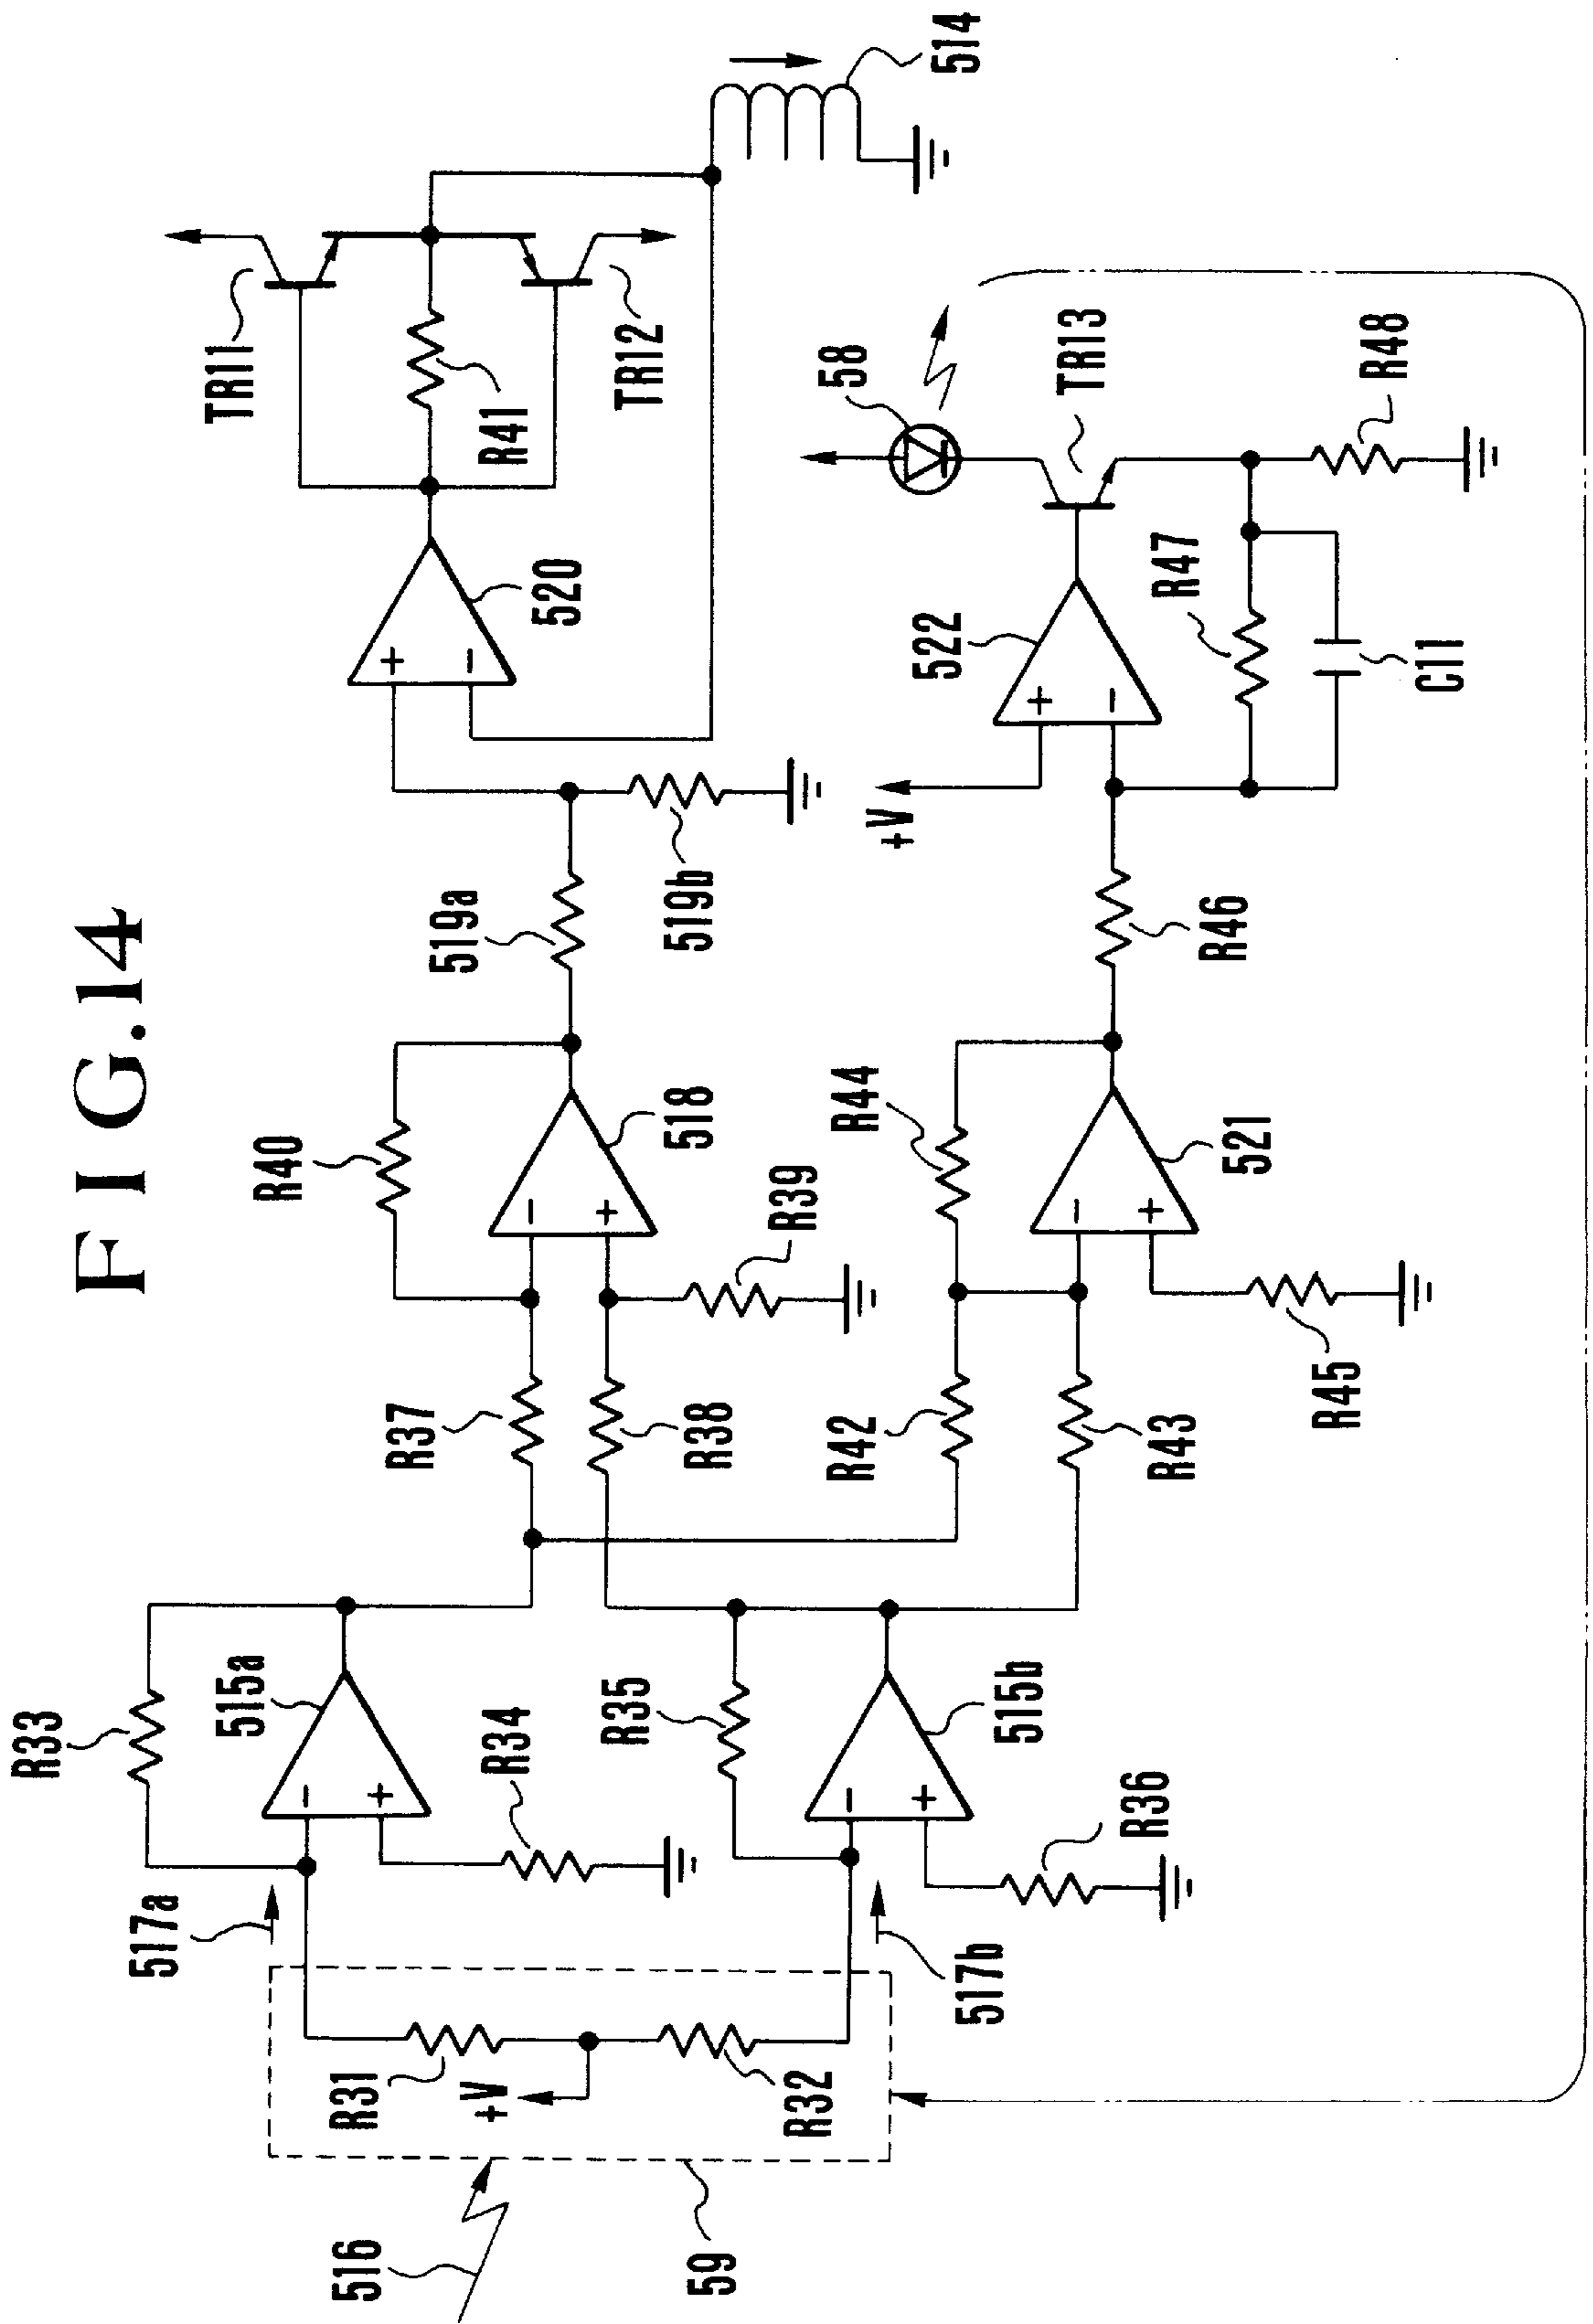 FIG.14
R33
515a
517a
R34
R31
+V
R32
516
59
R35
515b
517b
R36
R40
518
R37
R38
R39
519a
519b
R44
521
R42
R43
R45
R46
TR11
R41
TR12
520
514
58
TR13
522
+V
R47
C11
R48
+
-
+
-
-
+
-
+
-
+
-
+